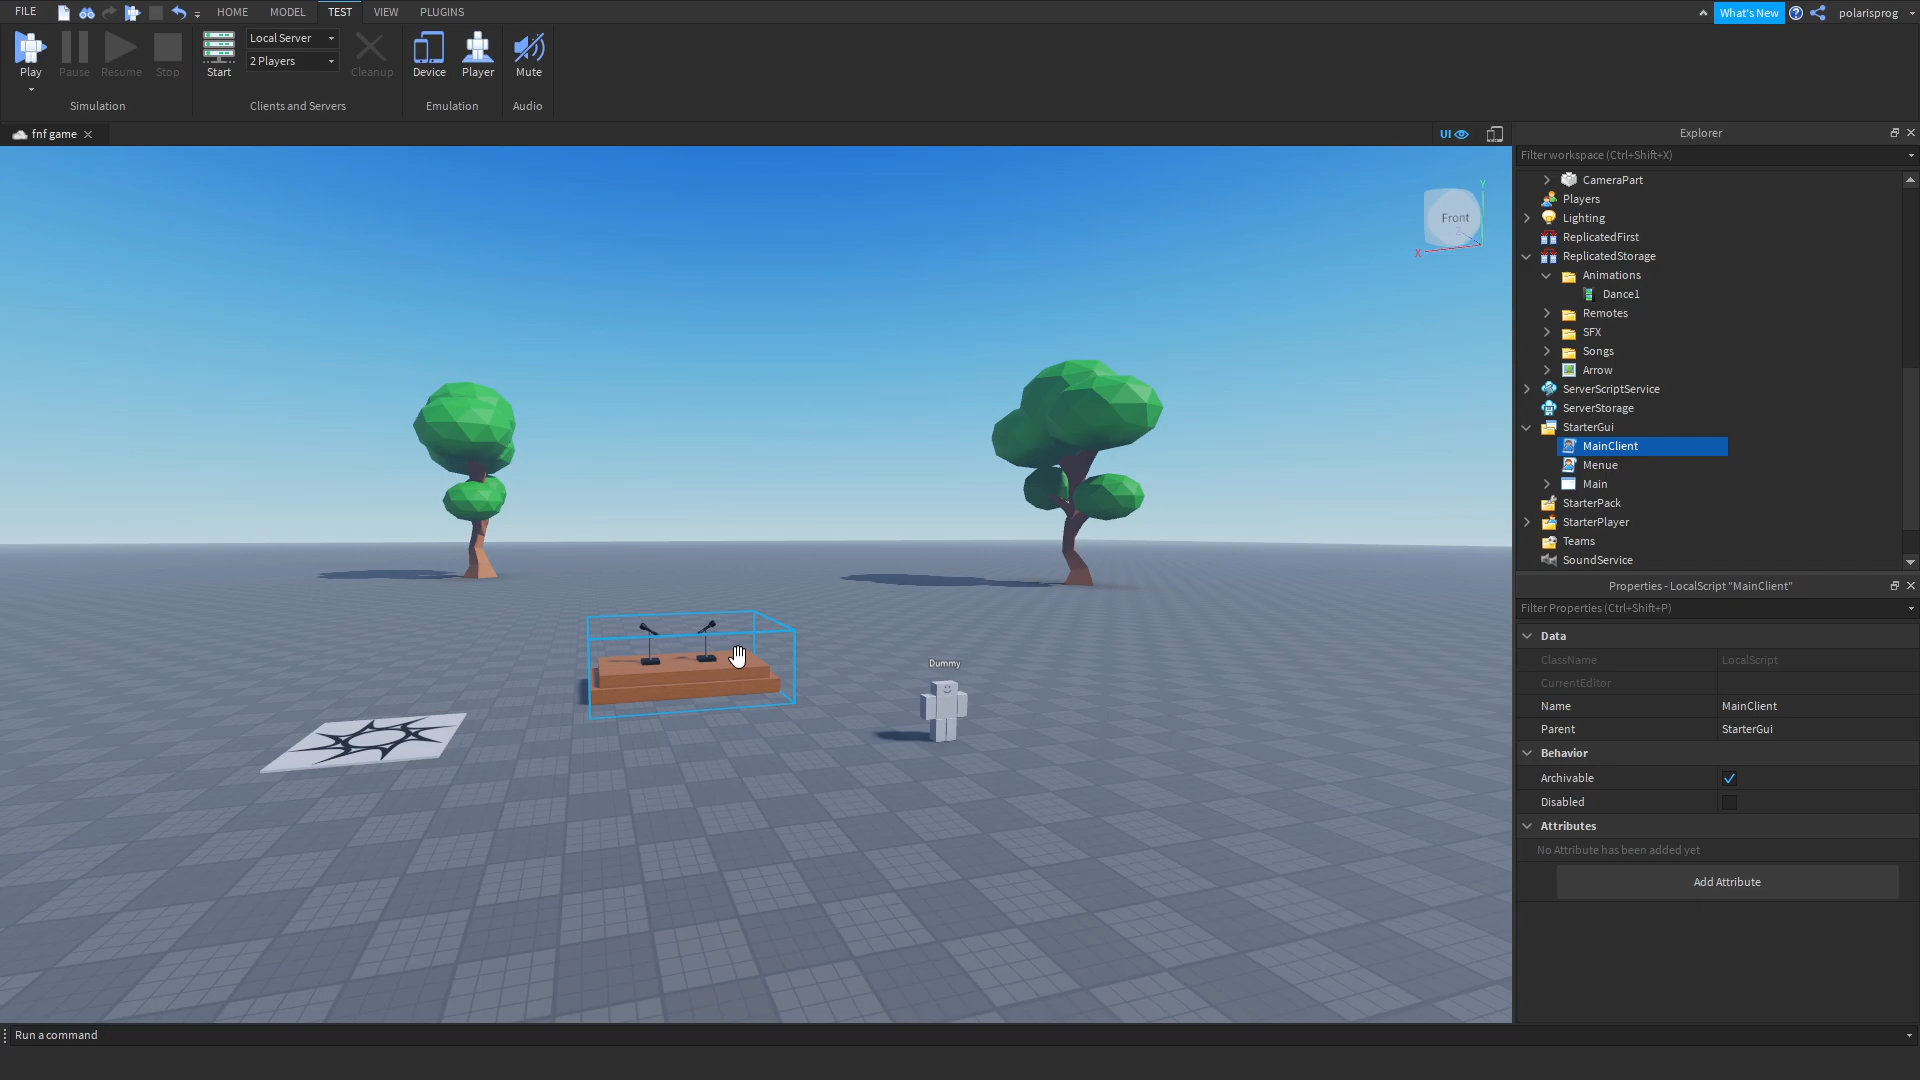 FILE
HOME
MODEL
TEST
VIEW
PLUGINS
What's New
polarisprog
Play
Pause
Resume
Stop
Start
Local Server
2 Players
Cleanup
Device
Player
Mute
Simulation
Clients and Servers
Emulation
Audio
fnf game
UI
Explorer
Filter workspace (Ctrl+Shift+X)
CameraPart
Players
Lighting
ReplicatedFirst
ReplicatedStorage
Animations
Dance1
Remotes
SFX
Songs
Arrow
ServerScriptService
ServerStorage
StarterGui
MainClient
Menue
Main
StarterPack
StarterPlayer
Teams
SoundService
Y
Front
Z
X
Dummy
Properties - LocalScript "MainClient"
Filter Properties (Ctrl+Shift+P)
Data
ClassName LocalScript
CurrentEditor
Name MainClient
Parent StarterGui
Behavior
Archivable
Disabled
Attributes
No Attribute has been added yet
Add Attribute
Run a command